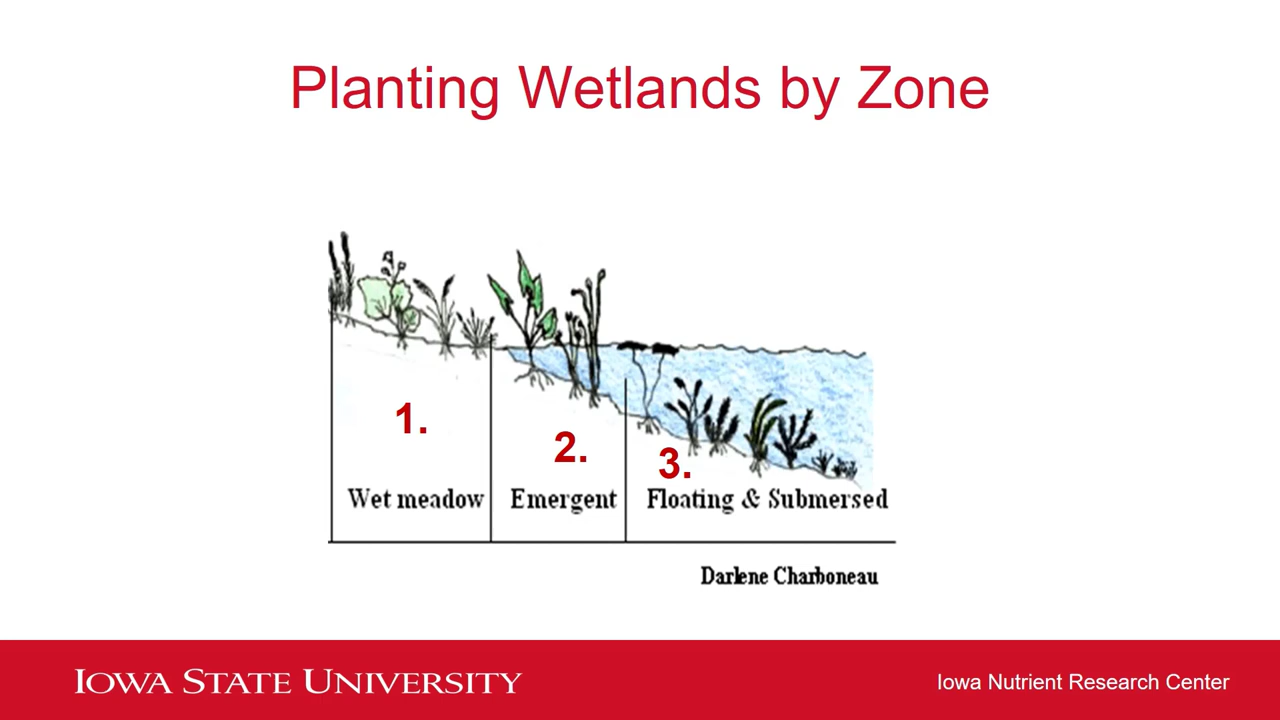 Planting Wetlands by Zone
1.
2.
3.
Wet meadow
Emergent
Floating & Submersed
Darlene Charboneau
IOWA STATE UNIVERSITY
Iowa Nutrient Research Center